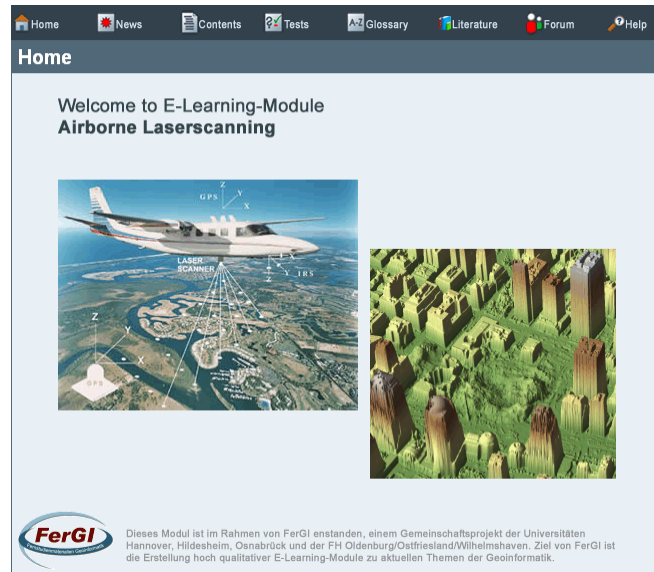 Home
News
Contents
Tests
A-Z Glossary
Literature
Forum
Help
Home
Welcome to E-Learning-Module
Airborne Laserscanning
Z
GPS
Y
X
LASER
SCANNER
X
Y IRS
Z
Z
Y
X
GPS
FerGI
Fernstudienmaterialien Geoinformatik
Dieses Modul ist im Rahmen von FerGI enstanden, einem Gemeinschaftsprojekt der Universitäten
Hannover, Hildesheim, Osnabrück und der FH Oldenburg/Ostfriesland/Wilhelmshaven. Ziel von FerGI ist
die Erstellung hoch qualitativer E-Learning-Module zu aktuellen Themen der Geoinformatik.